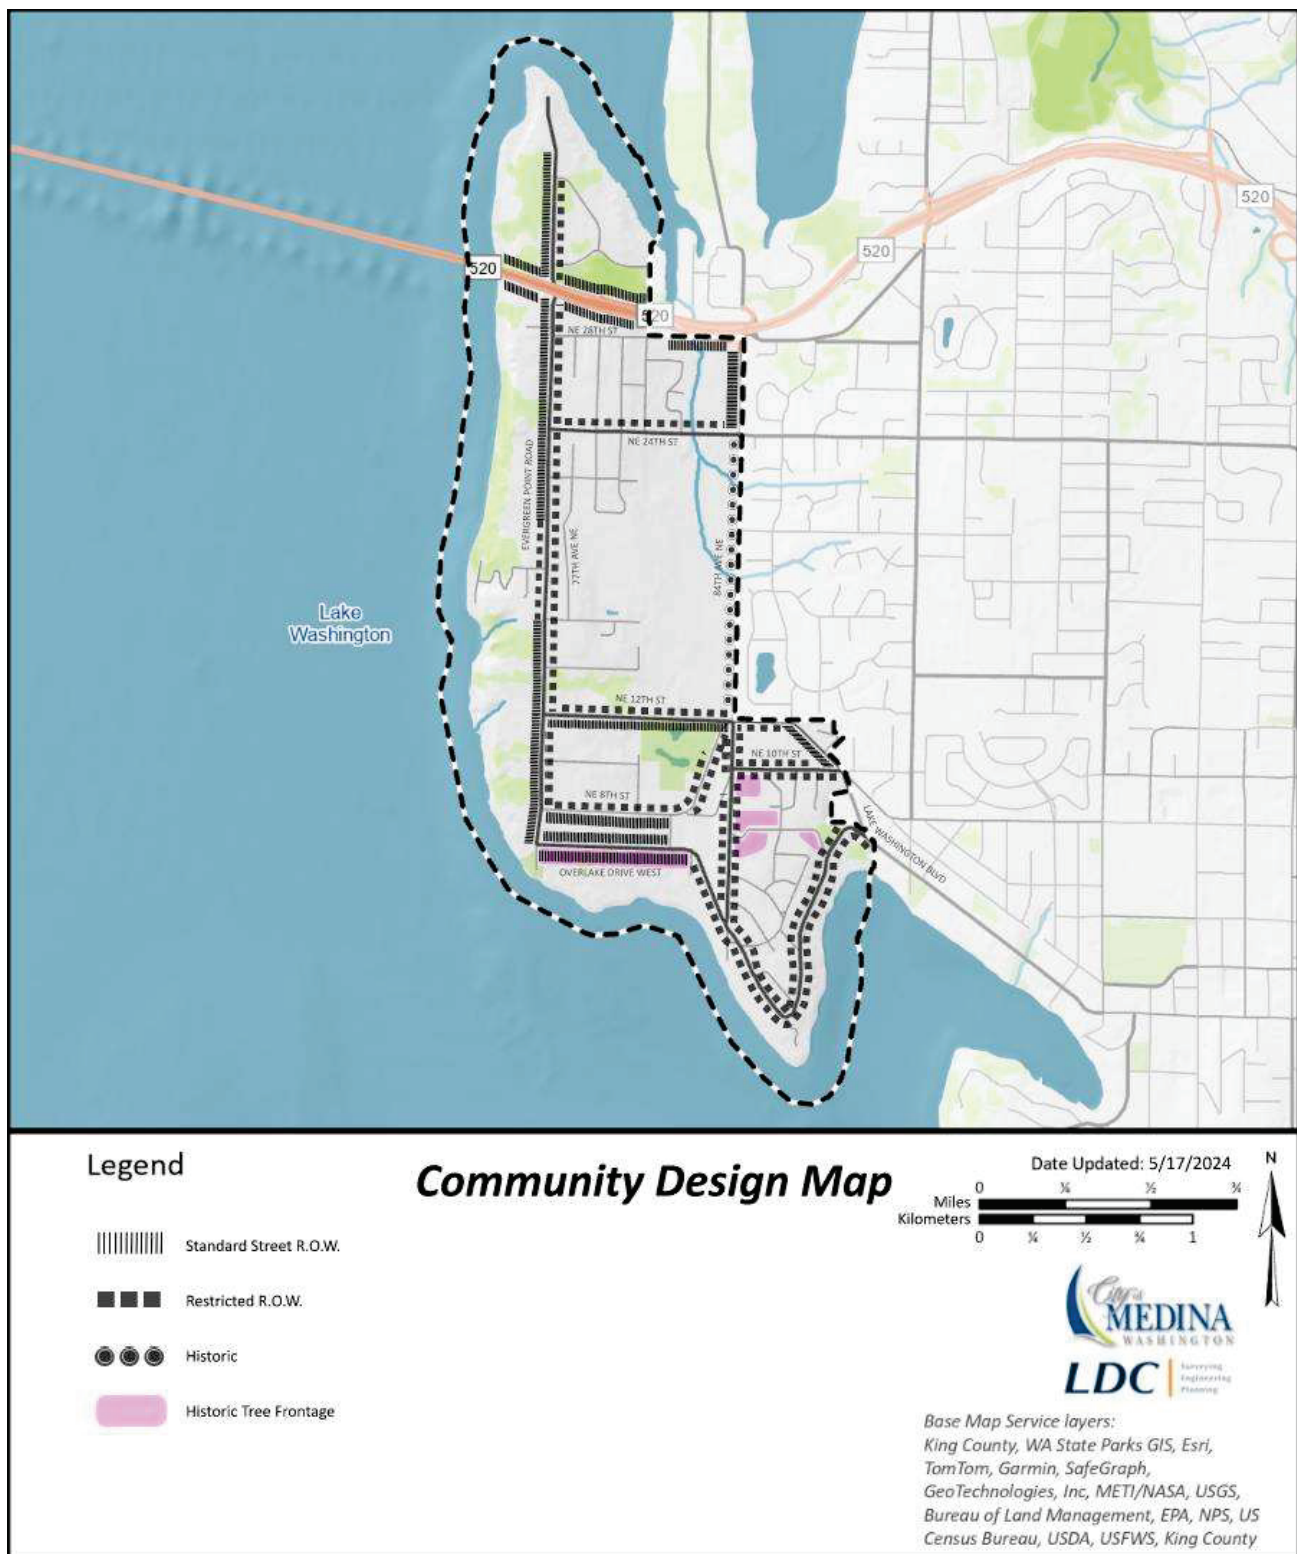 520
520
520
520
NE 28TH ST
NE 24TH ST
EVERGREEN POINT ROAD
77TH AVE NE
84TH AVE NE
Lake
Washington
NE 12TH ST
NE 10TH ST
NE 8TH ST
LAKE WASHINGTON BLVD
OVERLAKE DRIVE WEST
Legend
Community Design Map
Date Updated: 5/17/2024
N
0 ¼ ½ ¾
Miles
Kilometers
0 ¼ ½ ¾ 1
Standard Street R.O.W.
Restricted R.O.W.
Historic
Historic Tree Frontage
City of
MEDINA
WASHINGTON
LDC
Surveying
Engineering
Planning
Base Map Service layers:
King County, WA State Parks GIS, Esri,
TomTom, Garmin, SafeGraph,
GeoTechnologies, Inc, METI/NASA, USGS,
Bureau of Land Management, EPA, NPS, US
Census Bureau, USDA, USFWS, King County